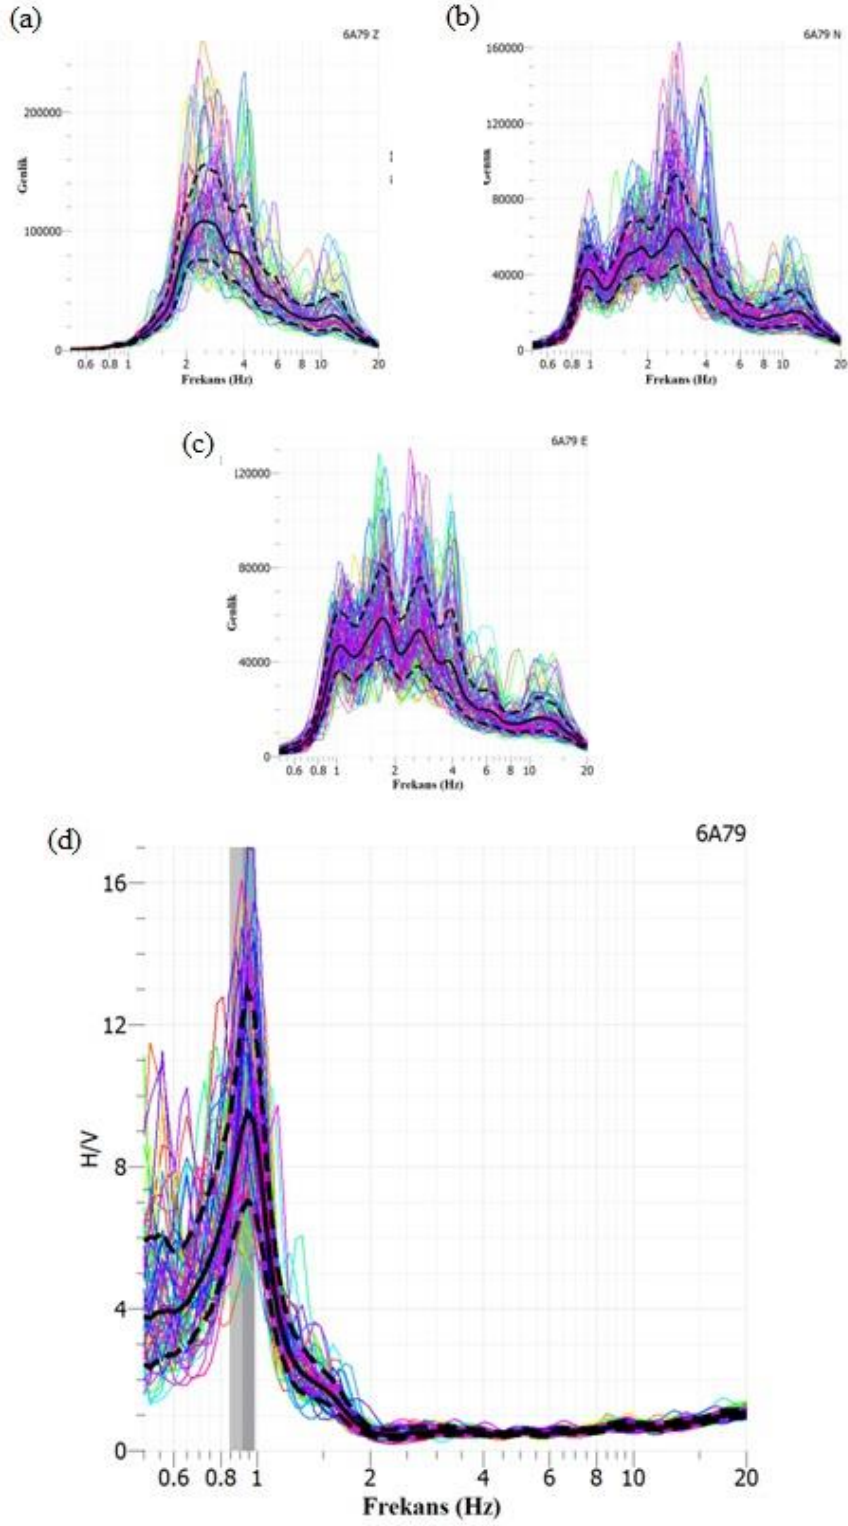 (a)
6A79 Z
200000
100000
0
Genlik
0.6 0.8 1 2 4 6 8 10 20
Frekans (Hz)
(b)
6A79 N
160000
120000
80000
40000
0
Genlik
0.6 0.8 1 2 4 6 8 10 20
Frekans (Hz)
(c)
6A79 E
120000
80000
40000
0
Genlik
0.6 0.8 1 2 4 6 8 10 20
Frekans (Hz)
(d)
6A79
16
12
8
4
0
H/V
0.6 0.8 1 2 4 6 8 10 20
Frekans (Hz)